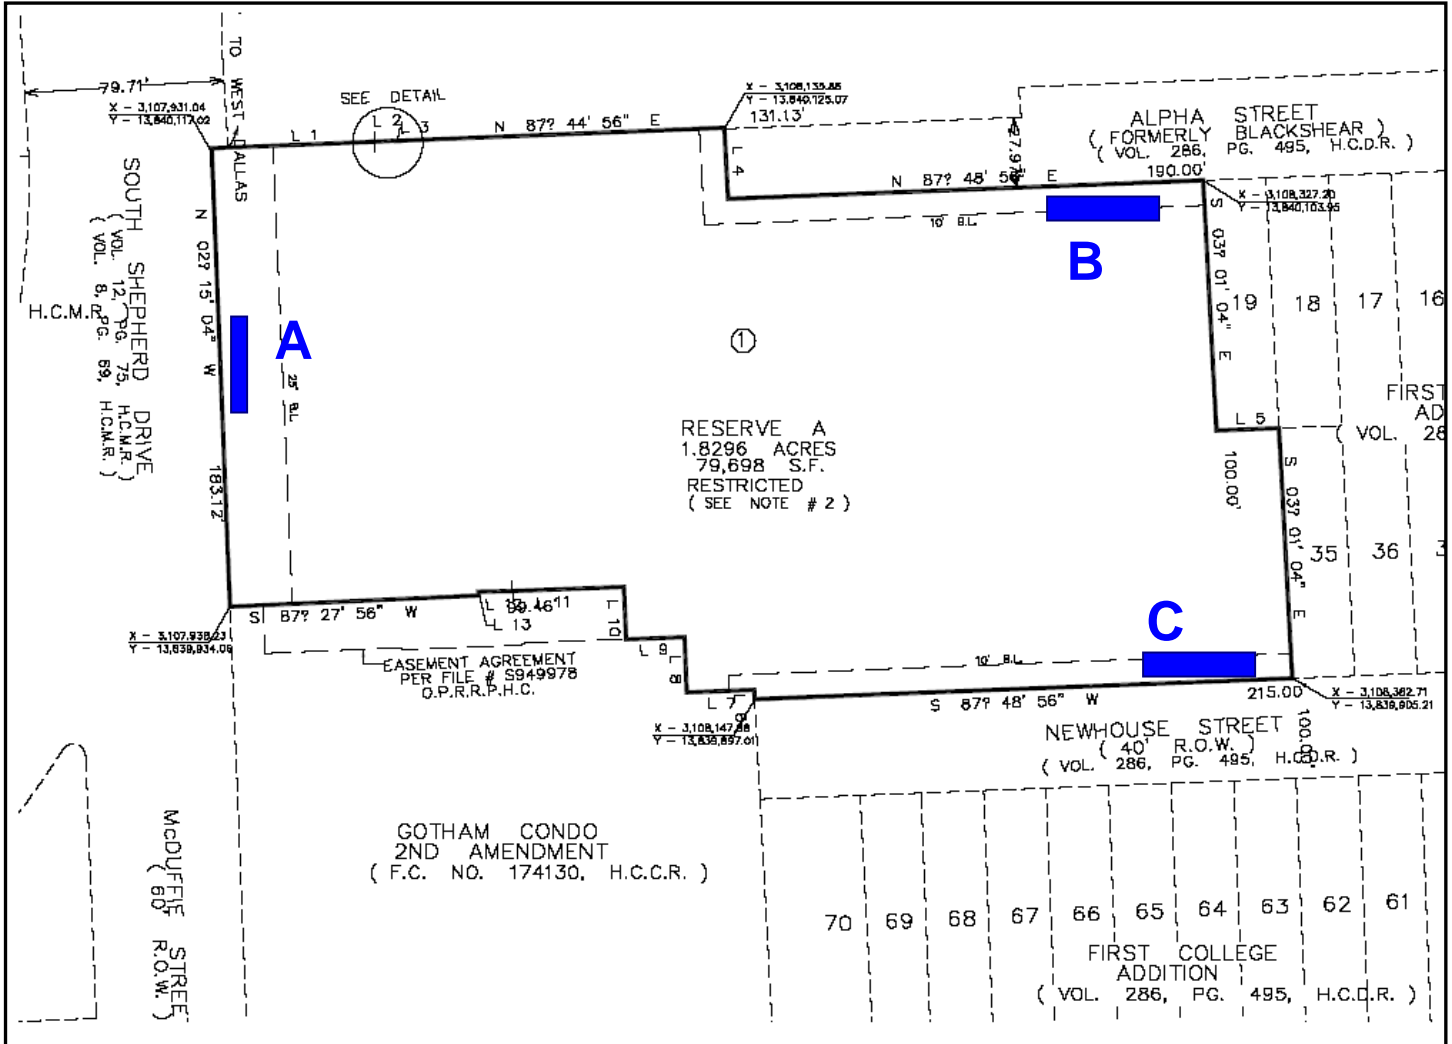 79.71'
X - 3,107,931.04
Y - 13,840,117.02
TO WEST DALLAS
SEE DETAIL
L 1
L 2
L 3
N 87? 44' 56" E
X - 3,108,135.86
Y - 13,840,125.07
131.13'
L 4
27.97'
ALPHA STREET
( FORMERLY BLACKSHEAR )
( VOL. 286, PG. 495, H.C.D.R. )
N 87? 48' 56" E
190.00'
X - 3,108,327.20
Y - 13,840,103.95
10' B.L.
B
SOUTH SHEPHERD DRIVE
( VOL. 12, PG. 75, H.C.M.R. )
( VOL. 8, PG. 69, H.C.M.R. )
H.C.M.R.
N 02? 15' 04" W
183.12'
A
25' B.L.
1
RESERVE A
1.8296 ACRES
79,698 S.F.
RESTRICTED
( SEE NOTE # 2 )
S 03? 01' 04" E
19
18
17
16
FIRST
AD
( VOL. 28
L 5
100.00'
S 03? 01' 04" E
35
36
S 87? 27' 56" W
L 11
L 13
L 10
L 9
L 8
L 7
X - 3,107,938.23
Y - 13,839,934.06
EASEMENT AGREEMENT
PER FILE # S949978
O.P.R.R.P.H.C.
C
10' B.L.
S 87? 48' 56" W
215.00
X - 3,108,362.71
Y - 13,839,905.21
X - 3,108,147.88
Y - 13,839,897.01
NEWHOUSE STREET
( 40' R.O.W. )
( VOL. 286, PG. 495, H.C.D.R. )
100.00'
McDUFFIE STREE
( 60' R.O.W. )
GOTHAM CONDO
2ND AMENDMENT
( F.C. NO. 174130, H.C.C.R. )
70
69
68
67
66
65
64
63
62
61
FIRST COLLEGE
ADDITION
( VOL. 286, PG. 495, H.C.D.R. )